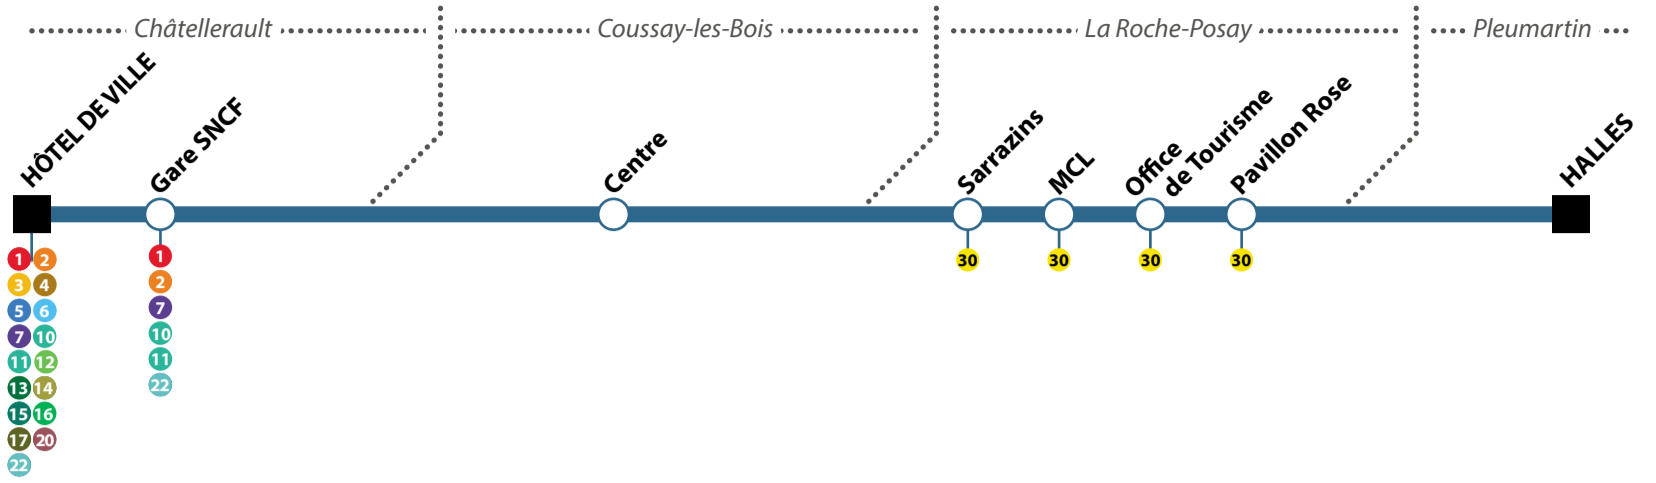 Châtellerault
Coussay-les-Bois
La Roche-Posay
Pleumartin
HÔTEL DE VILLE
Gare SNCF
Centre
Sarrazins
MCL
Office
de Tourisme
Pavillon Rose
HALLES
1 2
3 4
5 6
7 10
11 12
13 14
15 16
17 20
22
1
2
7
10
11
22
30
30
30
30